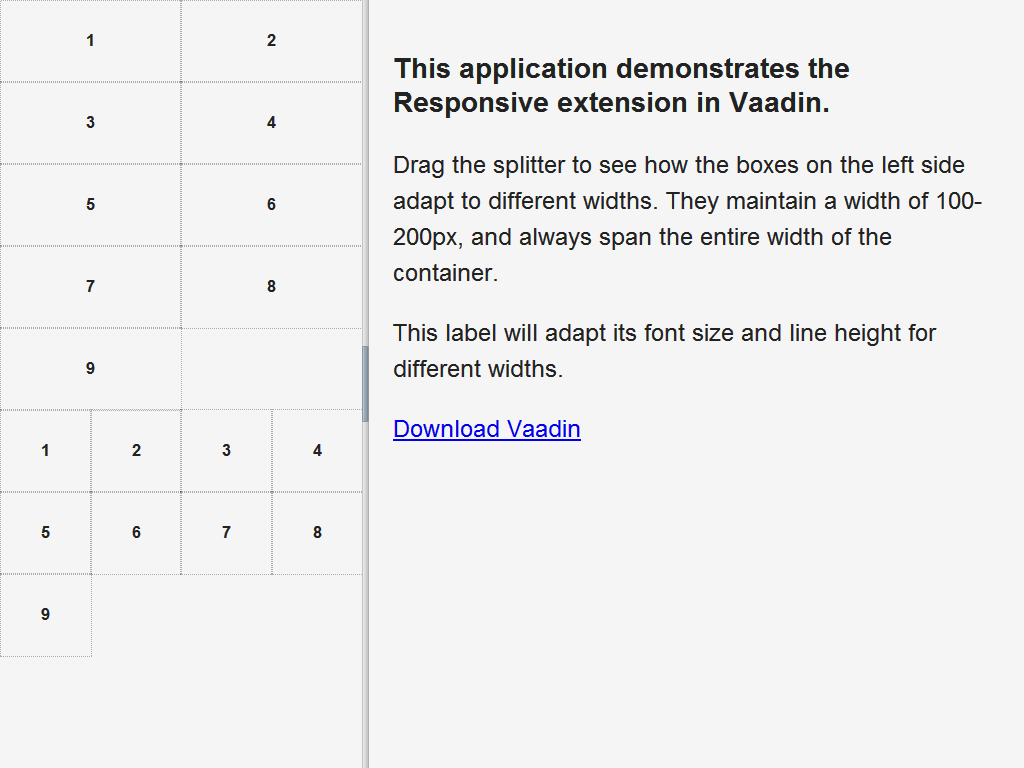 1 2
3 4
5 6
7 8
9
1 2 3 4
5 6 7 8
9
This application demonstrates the
Responsive extension in Vaadin.
Drag the splitter to see how the boxes on the left side
adapt to different widths. They maintain a width of 100-
200px, and always span the entire width of the
container.
This label will adapt its font size and line height for
different widths.
Download Vaadin